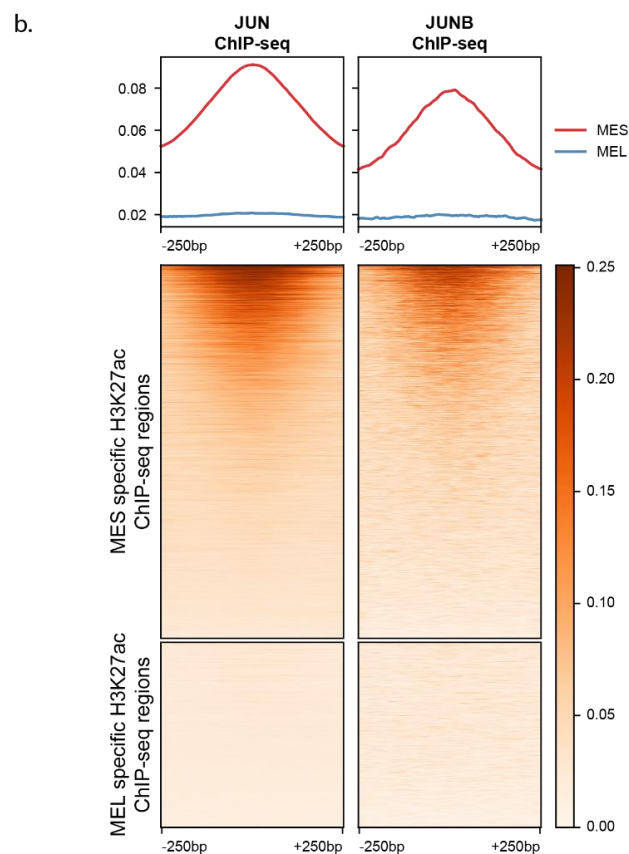 b.
JUN
ChIP-seq
JUNB
ChIP-seq
0.08
0.06
0.04
0.02
MES
MEL
-250bp
+250bp
-250bp
+250bp
MES specific H3K27ac
ChIP-seq regions
MEL specific H3K27ac
ChIP-seq regions
0.25
0.20
0.15
0.10
0.05
0.00
-250bp
+250bp
-250bp
+250bp